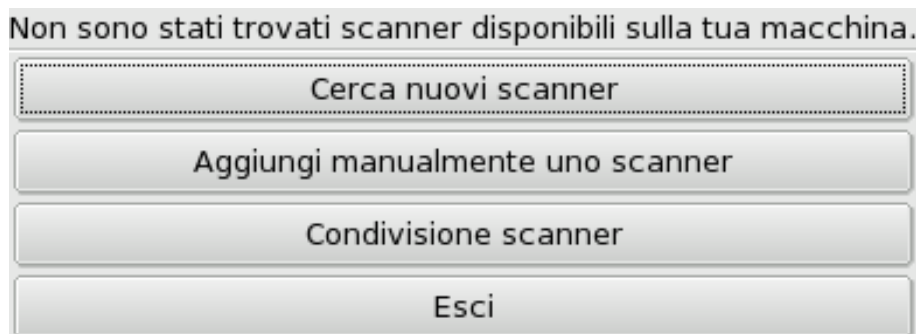 Non sono stati trovati scanner disponibili sulla tua macchina.
Cerca nuovi scanner
Aggiungi manualmente uno scanner
Condivisione scanner
Esci